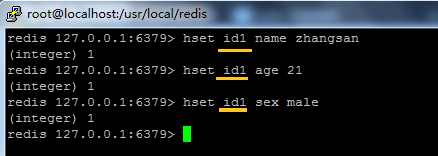 root@localhost:/usr/local/redis
redis 127.0.0.1:6379> hset id1 name zhangsan
(integer) 1
redis 127.0.0.1:6379> hset id1 age 21
(integer) 1
redis 127.0.0.1:6379> hset id1 sex male
(integer) 1
redis 127.0.0.1:6379>